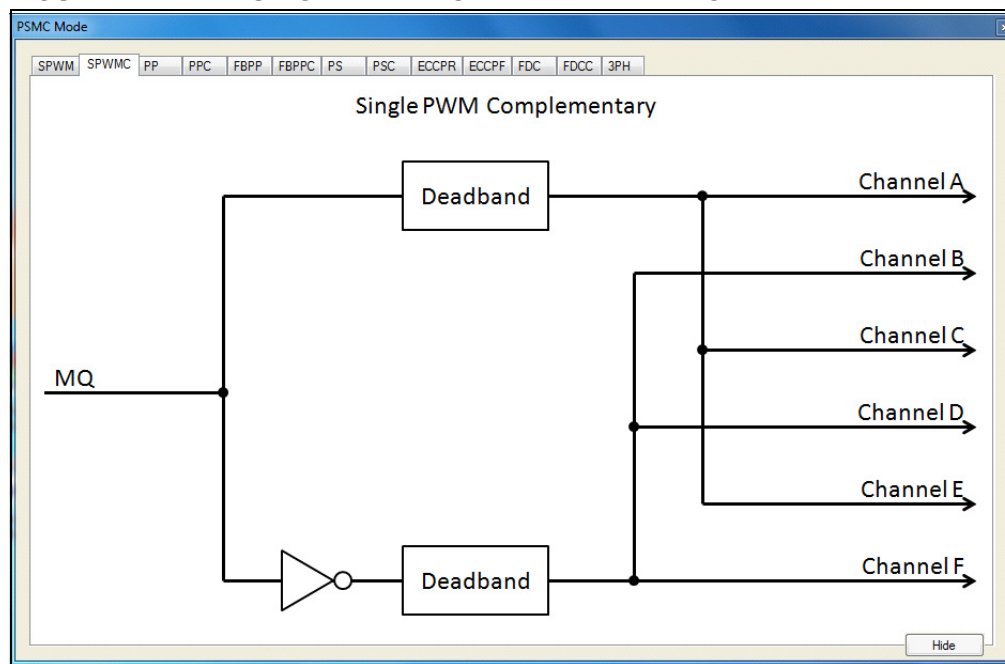 PSMC Mode
SPWM SPWMC PP PPC FBPP FBPPC PS PSC ECCPR ECCPF FDC FDCC 3PH
Single PWM Complementary
Deadband
Channel A
Channel B
Channel C
MQ
Channel D
Channel E
Deadband
Channel F
Hide